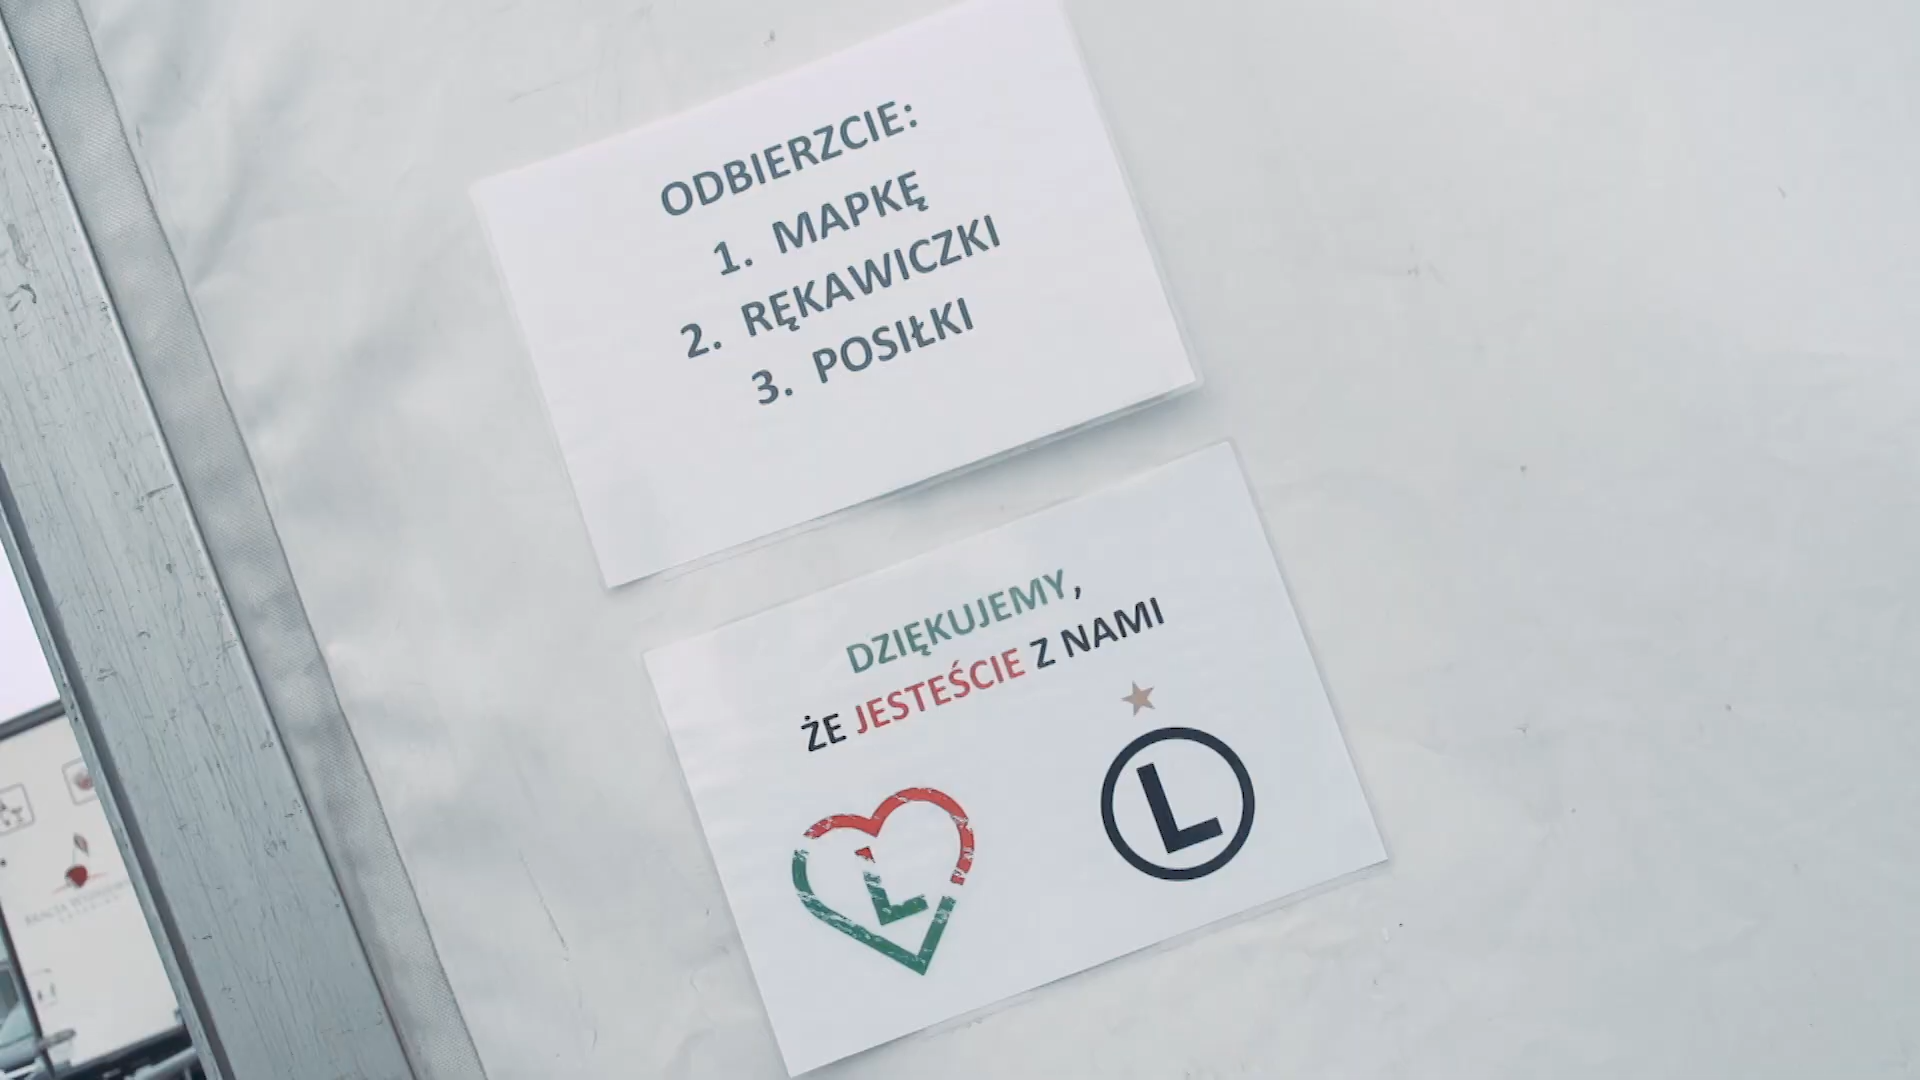 ODBIERZCIE:
1. MAPKĘ
2. RĘKAWICZKI
3. POSIŁKI
DZIĘKUJEMY,
ŻE JESTEŚCIE Z NAMI
L
L